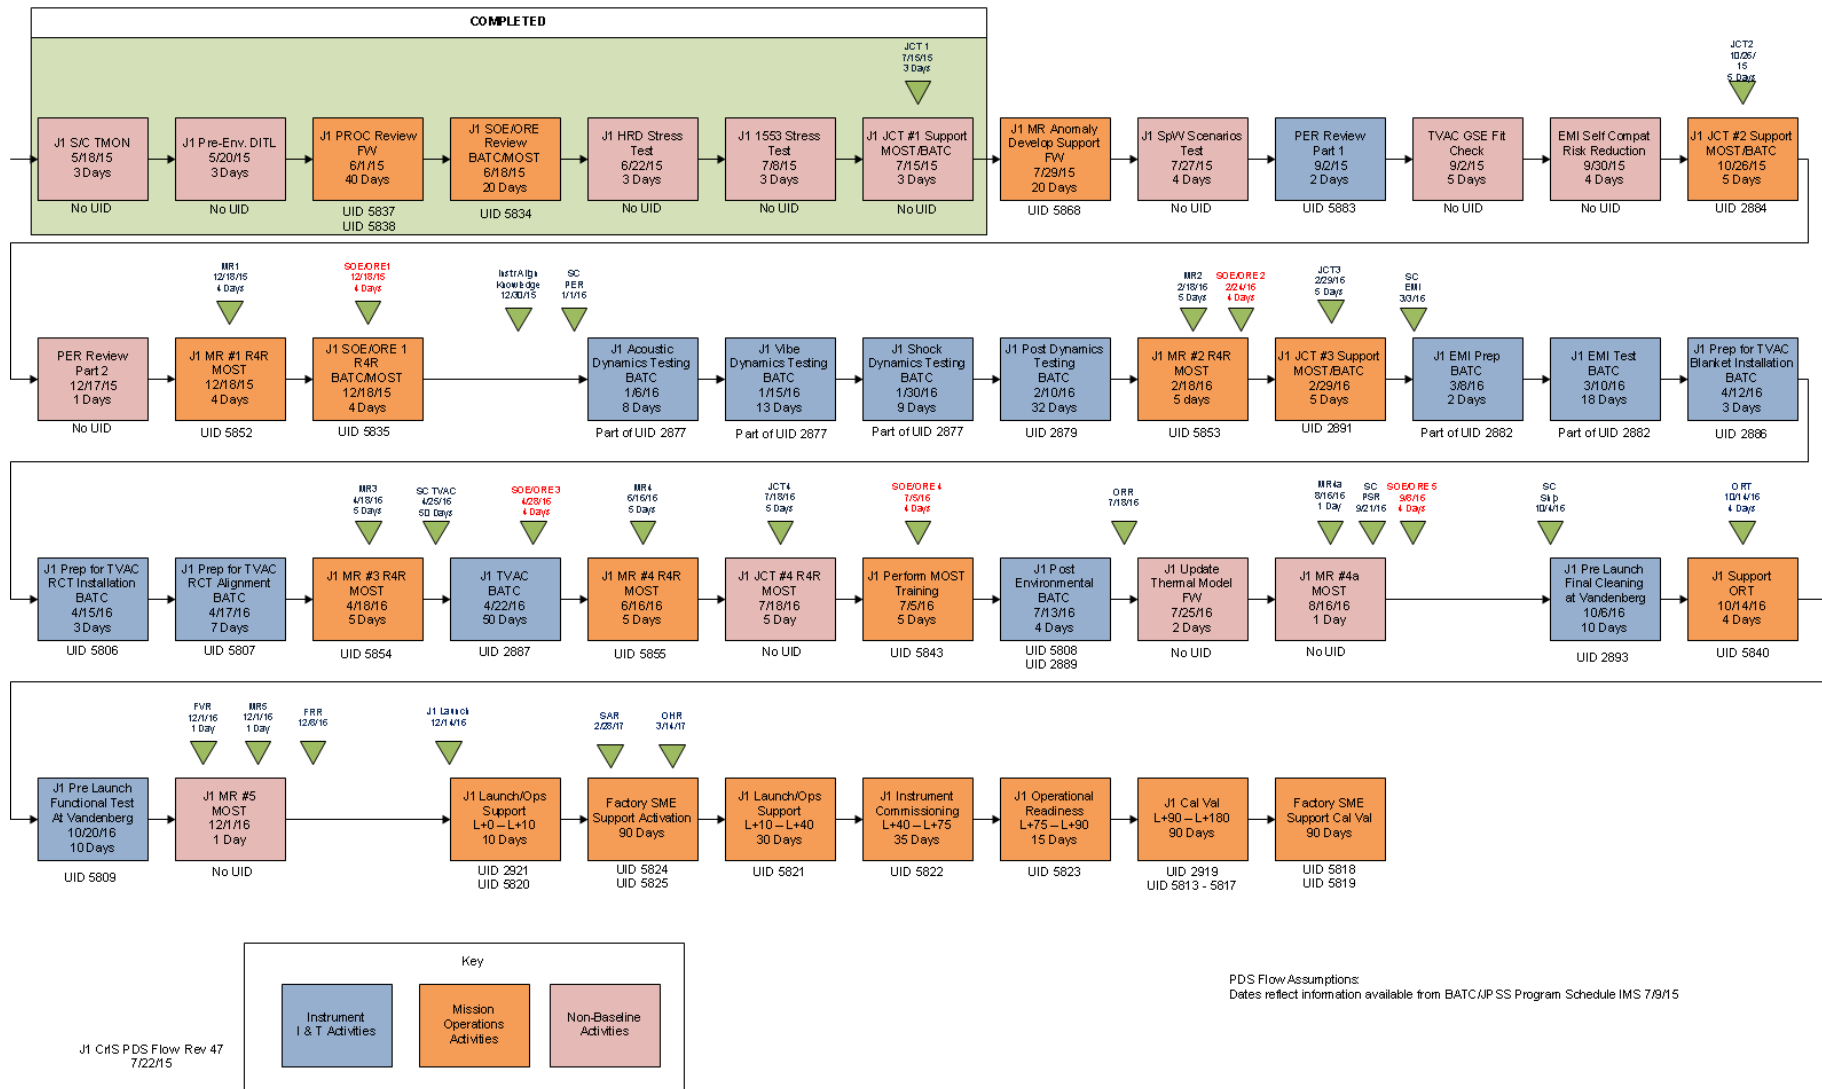 COMPLETED
JCT 1
7/15/15
3 Days
JCT2
10/26/
15
5 Days
J1 S/C TMON
5/18/15
3 Days
No UID
J1 Pre-Env. DITL
5/20/15
3 Days
No UID
J1 PROC Review
FW
6/1/15
40 Days
UID 5837
UID 5838
J1 SOE/ORE
Review
BATC/MOST
6/18/15
20 Days
UID 5834
J1 HRD Stress
Test
6/22/15
3 Days
No UID
J1 1553 Stress
Test
7/8/15
3 Days
No UID
J1 JCT #1 Support
MOST/BATC
7/15/15
3 Days
No UID
J1 MR Anomaly
Develop Support
FW
7/29/15
20 Days
UID 5868
J1 SpW Scenarios
Test
7/27/15
4 Days
No UID
PER Review
Part 1
9/2/15
2 Days
UID 5883
TVAC GSE Fit
Check
9/2/15
5 Days
No UID
EMI Self Compat
Risk Reduction
9/30/15
4 Days
No UID
J1 JCT #2 Support
MOST/BATC
10/26/15
5 Days
UID 2884
MR1
12/18/15
4 Days
SOE/ORE1
12/18/15
4 Days
Instr Align
Knowledge
12/30/15
SC
PER
1/1/16
MR2
2/18/16
5 Days
SOE/ORE 2
2/24/16
4 Days
JCT3
2/29/16
5 Days
SC
EMI
3/3/16
PER Review
Part 2
12/17/15
1 Days
No UID
J1 MR #1 R4R
MOST
12/18/15
4 Days
UID 5852
J1 SOE/ORE 1
R4R
BATC/MOST
12/18/15
4 Days
UID 5835
J1 Acoustic
Dynamics Testing
BATC
1/6/16
8 Days
Part of UID 2877
J1 Vibe
Dynamics Testing
BATC
1/15/16
13 Days
Part of UID 2877
J1 Shock
Dynamics Testing
BATC
1/30/16
9 Days
Part of UID 2877
J1 Post Dynamics
Testing
BATC
2/10/16
32 Days
UID 2879
J1 MR #2 R4R
MOST
2/18/16
5 days
UID 5853
J1 JCT #3 Support
MOST/BATC
2/29/16
5 Days
UID 2891
J1 EMI Prep
BATC
3/8/16
2 Days
Part of UID 2882
J1 EMI Test
BATC
3/10/16
18 Days
Part of UID 2882
J1 Prep for TVAC
Blanket Installation
BATC
4/12/16
3 Days
UID 2886
MR3
4/18/16
5 Days
SC TVAC
4/25/16
50 Days
SOE/ORE 3
4/28/16
4 Days
MR4
6/16/16
5 Days
JCT4
7/18/16
5 Days
SOE/ORE 4
7/5/16
4 Days
ORR
7/18/16
MR4a
8/16/16
1 Day
SC
PSR
9/21/16
SOE/ORE 5
9/8/16
4 Days
SC
Ship
10/4/16
ORT
10/14/16
4 Days
J1 Prep for TVAC
RCT Installation
BATC
4/15/16
3 Days
UID 5806
J1 Prep for TVAC
RCT Alignment
BATC
4/17/16
7 Days
UID 5807
J1 MR #3 R4R
MOST
4/18/16
5 Days
UID 5854
J1 TVAC
BATC
4/22/16
50 Days
UID 2887
J1 MR #4 R4R
MOST
6/16/16
5 Days
UID 5855
J1 JCT #4 R4R
MOST
7/18/16
5 Day
No UID
J1 Perform MOST
Training
7/5/16
5 Days
UID 5843
J1 Post
Environmental
BATC
7/13/16
4 Days
UID 5808
UID 2889
J1 Update
Thermal Model
FW
7/25/16
2 Days
No UID
J1 MR #4a
MOST
8/16/16
1 Day
No UID
J1 Pre Launch
Final Cleaning
at Vandenberg
10/6/16
10 Days
UID 2893
J1 Support
ORT
10/14/16
4 Days
UID 5840
FVR
12/1/16
1 Day
MR5
12/1/16
1 Day
FRR
12/8/16
J1 Launch
12/14/16
SAR
2/28/17
OHR
3/14/17
J1 Pre Launch
Functional Test
At Vandenberg
10/20/16
10 Days
UID 5809
J1 MR #5
MOST
12/1/16
1 Day
No UID
J1 Launch/Ops
Support
L+0 – L+10
10 Days
UID 2921
UID 5820
Factory SME
Support Activation
90 Days
UID 5824
UID 5825
J1 Launch/Ops
Support
L+10 – L+40
30 Days
UID 5821
J1 Instrument
Commissioning
L+40 – L+75
35 Days
UID 5822
J1 Operational
Readiness
L+75 – L+90
15 Days
UID 5823
J1 Cal Val
L+90 – L+180
90 Days
UID 2919
UID 5813 - 5817
Factory SME
Support Cal Val
90 Days
UID 5818
UID 5819
Key
Instrument
I & T Activities
Mission
Operations
Activities
Non-Baseline
Activities
J1 CrIS PDS Flow Rev 47
7/22/15
PDS Flow Assumptions:
Dates reflect information available from BATC/JPSS Program Schedule IMS 7/9/15